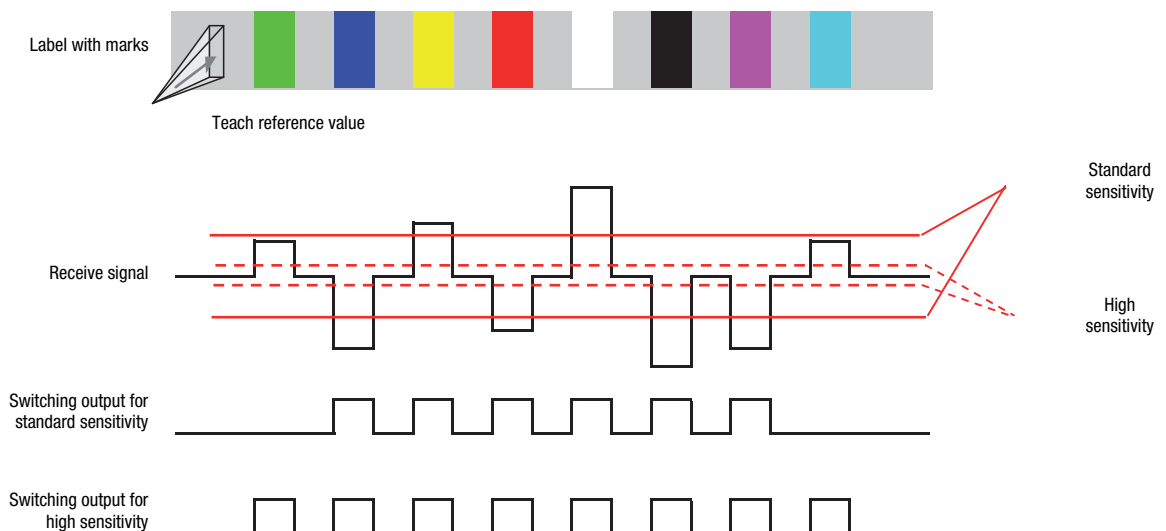 Label with marks
Teach reference value
Standard
sensitivity
Receive signal
High
sensitivity
Switching output for
standard sensitivity
Switching output for
high sensitivity